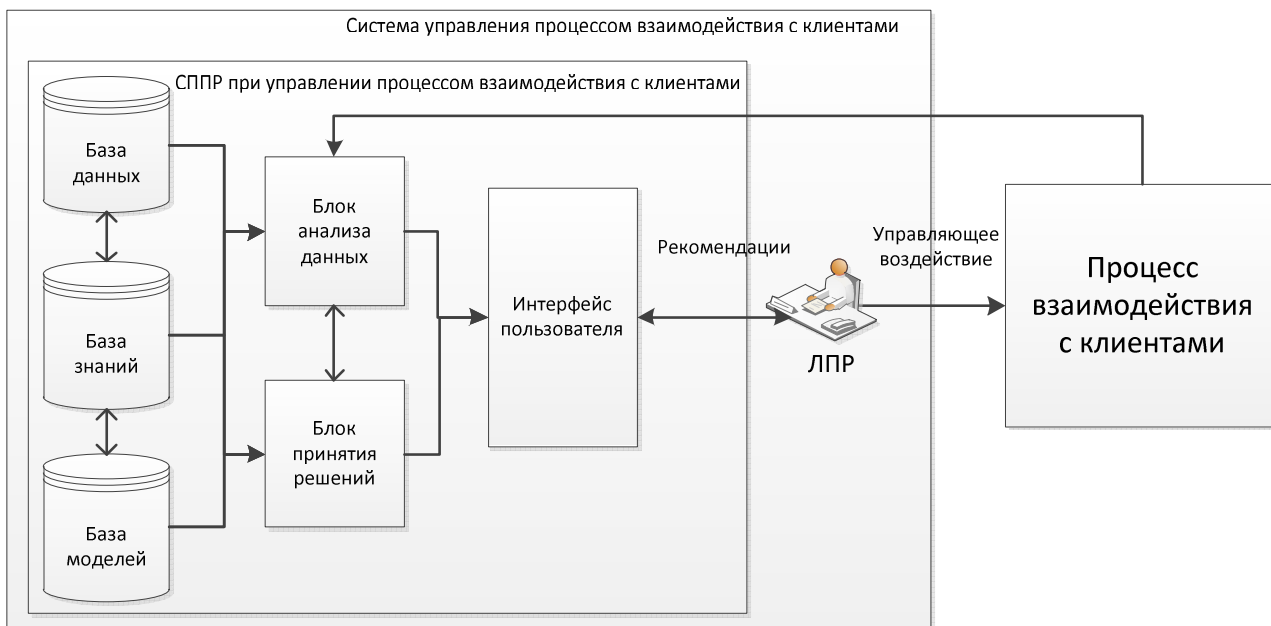 Система управления процессом взаимодействия с клиентами
СППР при управлении процессом взаимодействия с клиентами
База
данных
База
знаний
База
моделей
Блок
анализа
данных
Блок
принятия
решений
Интерфейс
пользователя
Рекомендации
ЛПР
Управляющее
воздействие
Процесс
взаимодействия
с клиентами